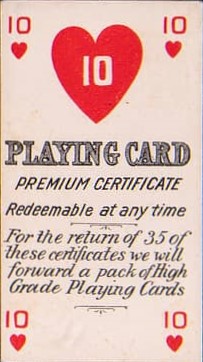 10 10
10
PLAYING CARD
PREMIUM CERTIFICATE
Redeemable at any time
For the return of 35 of
these certificates we will
forward a pack of High
Grade Playing Cards
10 10